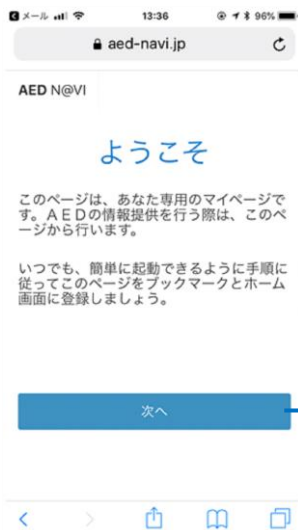 メール 13:36 96%
aed-navi.jp
AED N@VI
ようこそ
このページは、あなた専用のマイページで
す。ＡＥＤの情報提供を行う際は、このペ
ージから行います。
いつでも、簡単に起動できるように手順に
従ってこのページをブックマークとホーム
画面に登録しましょう。
次へ